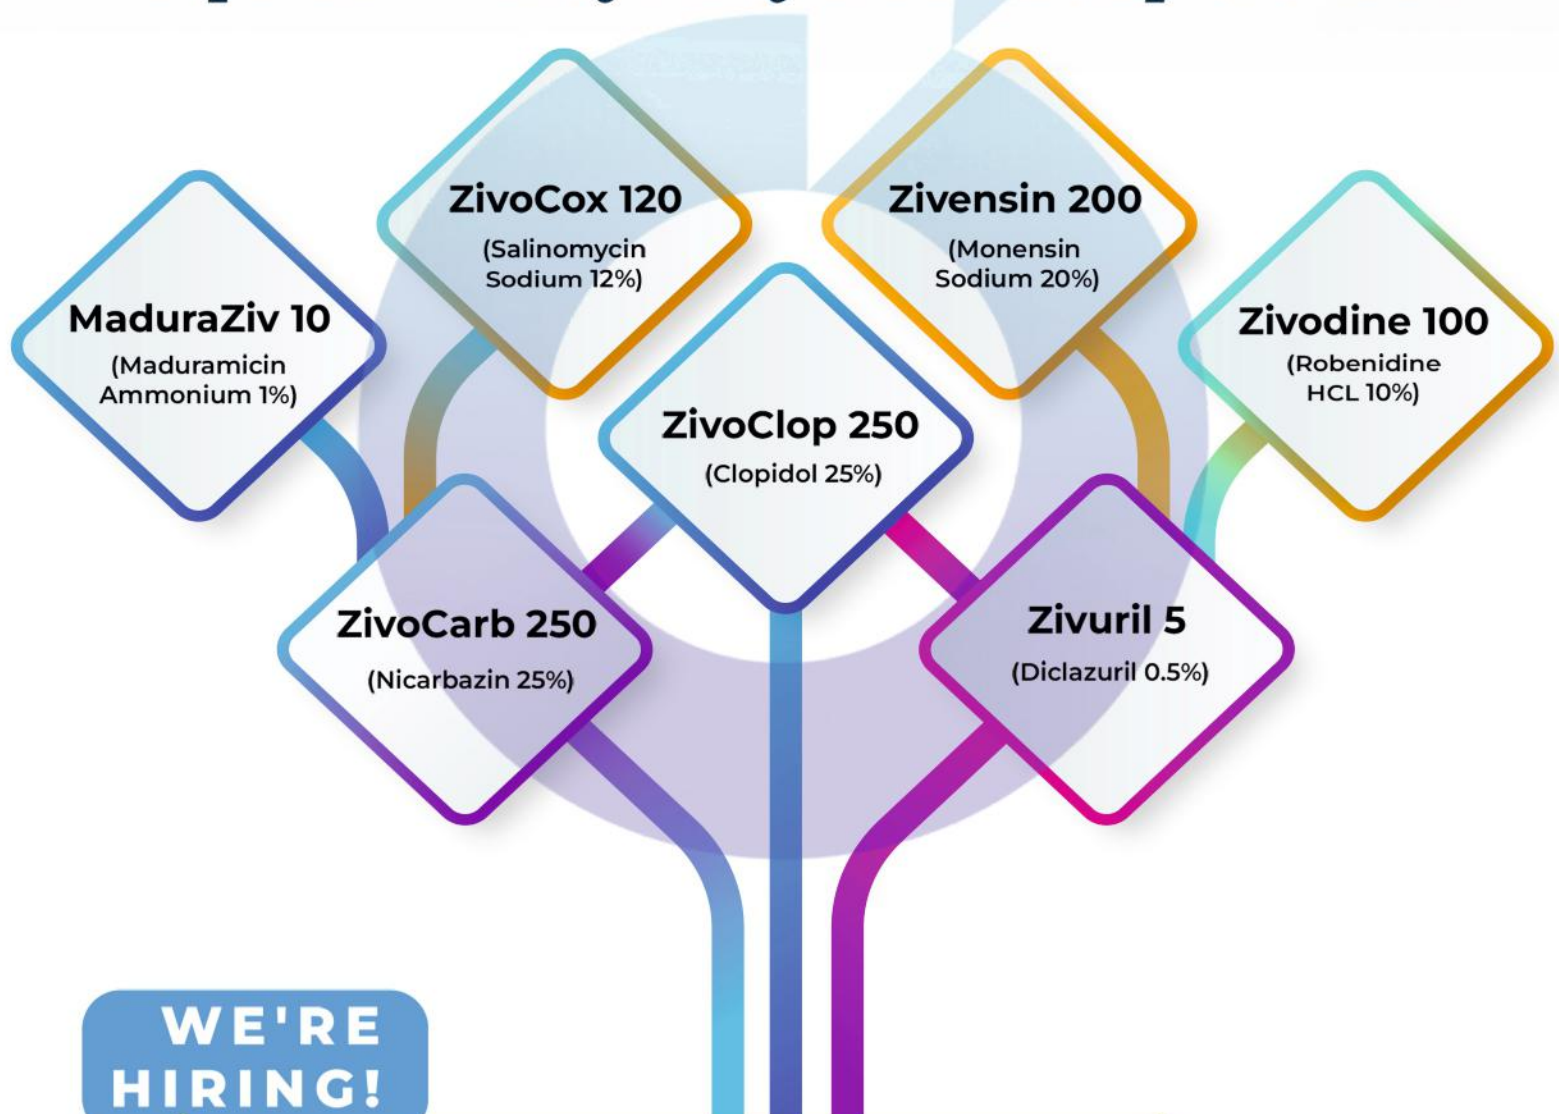 ZivoCox 120
(Salinomycin
Sodium 12%)
Zivensin 200
(Monensin
Sodium 20%)
MaduraZiv 10
(Maduramicin
Ammonium 1%)
Zivodine 100
(Robenidine
HCL 10%)
ZivoClop 250
(Clopidol 25%)
ZivoCarb 250
(Nicarbazin 25%)
Zivuril 5
(Diclazuril 0.5%)
WE'RE
HIRING!